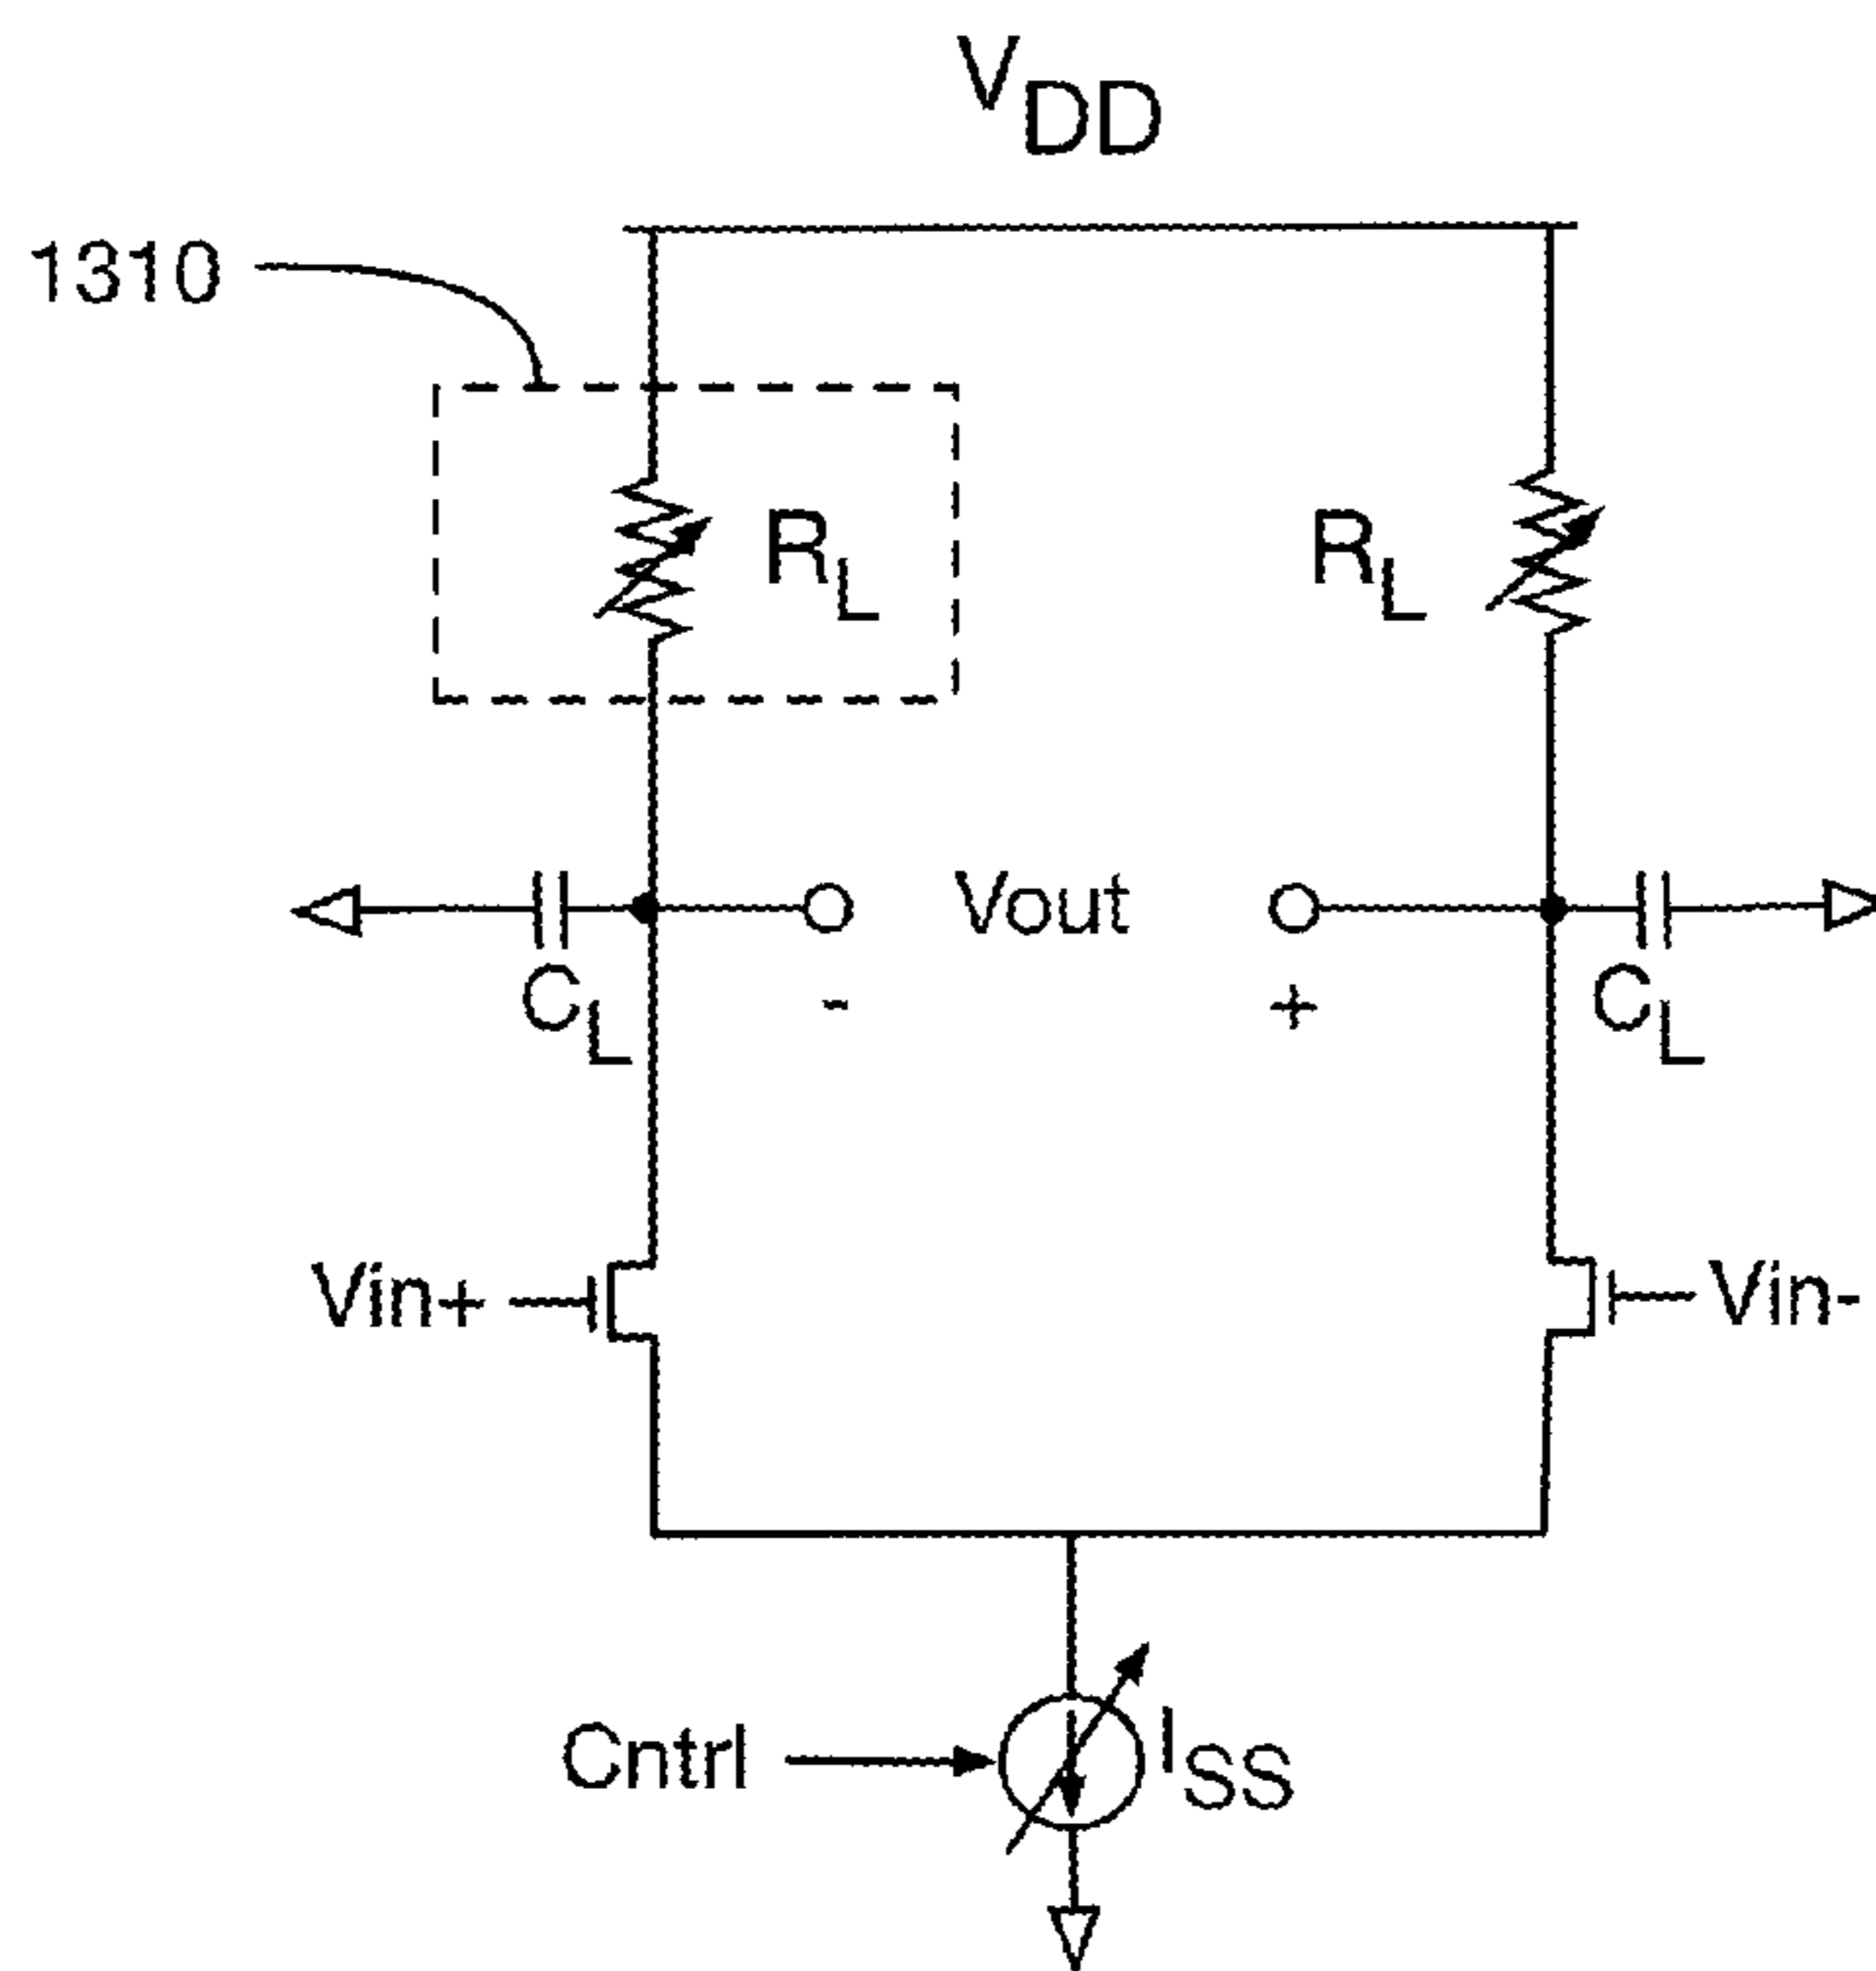 VDD
1310
RL
RL
Vout
CL
-
+
CL
Vin+
Vin-
Cntrl
ISS